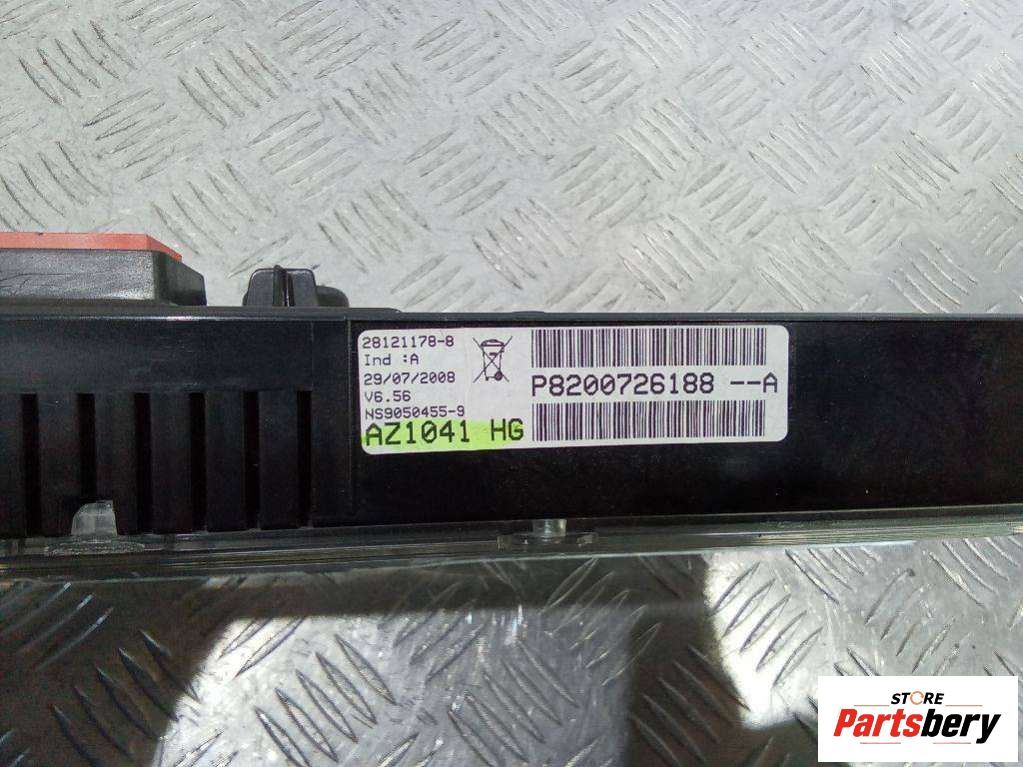 28121178-8
Ind :A
29/07/2008
V6.56
NS9050455-9
AZ1041 HG
P8200726188 --A
STORE
Partsbery